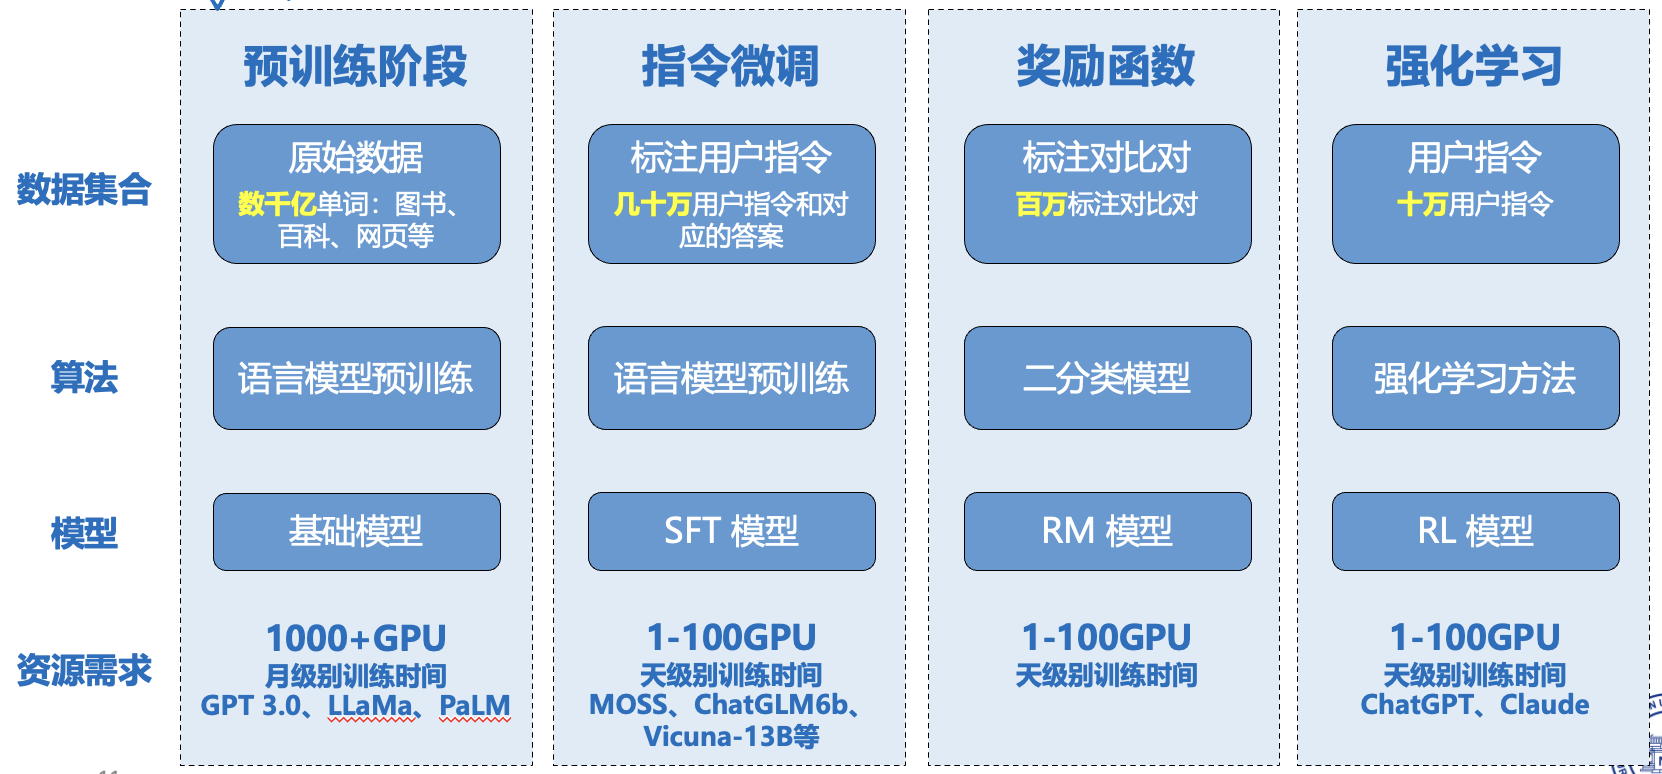 预训练阶段
指令微调
奖励函数
强化学习
数据集合
原始数据
数千亿单词：图书、
百科、网页等
标注用户指令
几十万用户指令和对
应的答案
标注对比对
百万标注对比对
用户指令
十万用户指令
算法
语言模型预训练
语言模型预训练
二分类模型
强化学习方法
模型
基础模型
SFT 模型
RM 模型
RL 模型
资源需求
1000+GPU
月级别训练时间
GPT 3.0、LLaMa、PaLM
1-100GPU
天级别训练时间
MOSS、ChatGLM6b、
Vicuna-13B等
1-100GPU
天级别训练时间
1-100GPU
天级别训练时间
ChatGPT、Claude